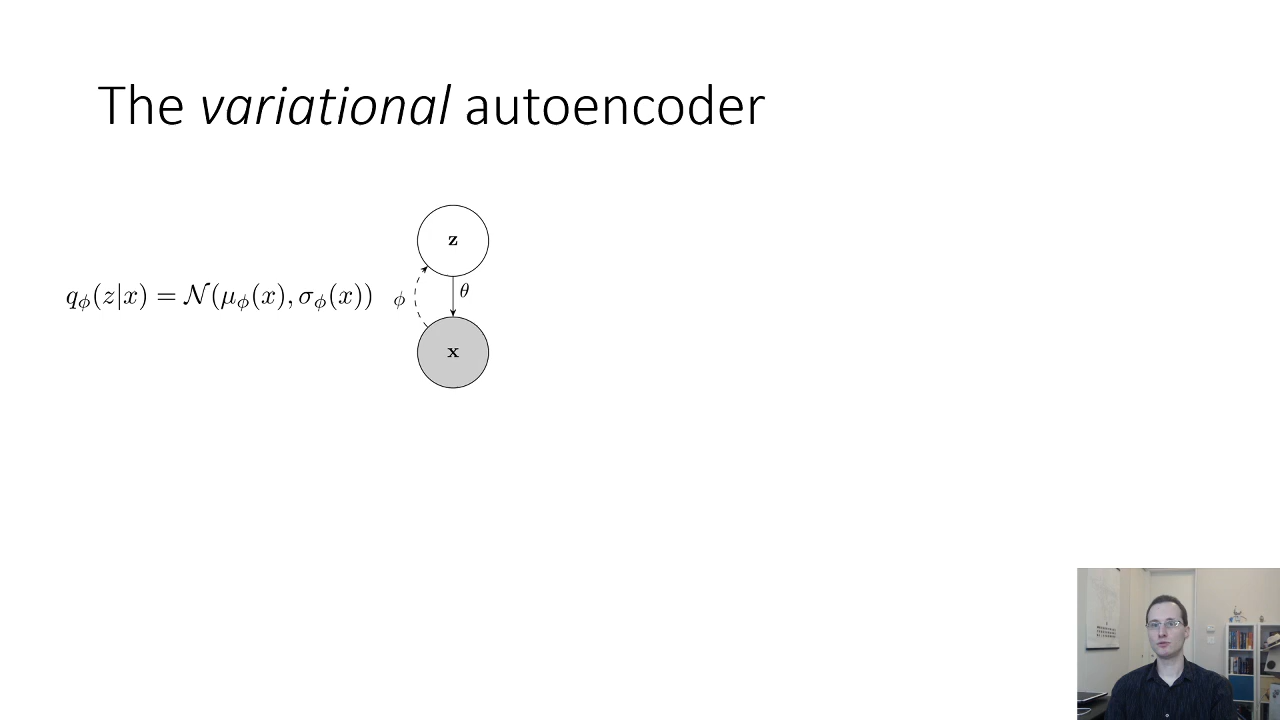 The variational autoencoder
z
q_ϕ(z|x) = 𝒩(μ_ϕ(x), σ_ϕ(x)) ϕ θ
x